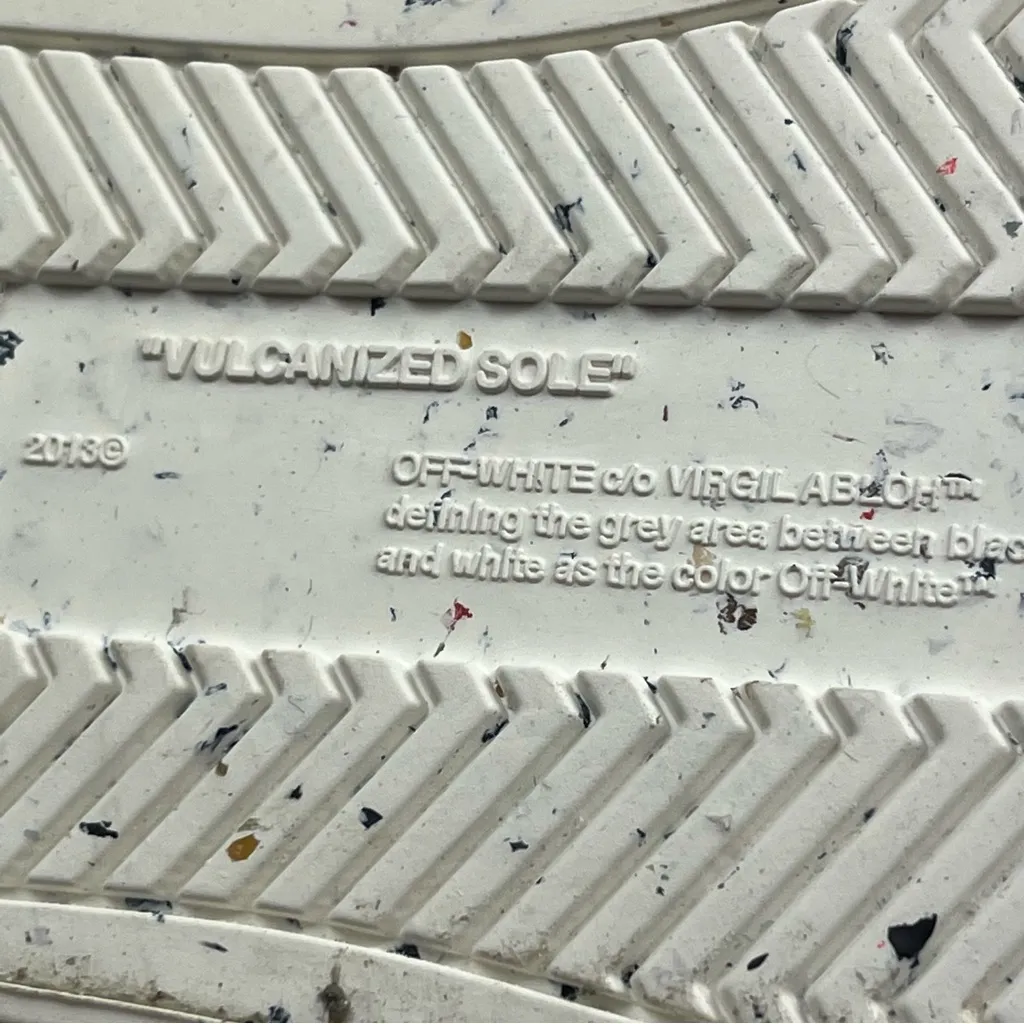 "VULCANIZED SOLE"
2013©
OFF-WHITE c/o VIRGIL ABLOH™
defining the grey area between blac
and white as the color Off-White™